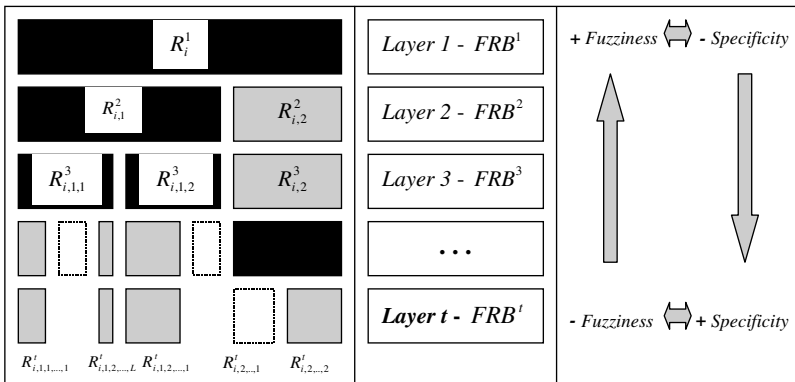 R_i^1
Layer 1 - FRB^1
+ Fuzziness - Specificity
R_{i,1}^2
R_{i,2}^2
Layer 2 - FRB^2
R_{i,1,1}^3
R_{i,1,2}^3
R_{i,2}^3
Layer 3 - FRB^3
...
Layer t - FRB^t
- Fuzziness + Specificity
R_{i,1,1,...,1}^t
R_{i,1,2,...,L}^t
R_{i,1,2,...,1}^t
R_{i,2,..,1}^t
R_{i,2,...,2}^t